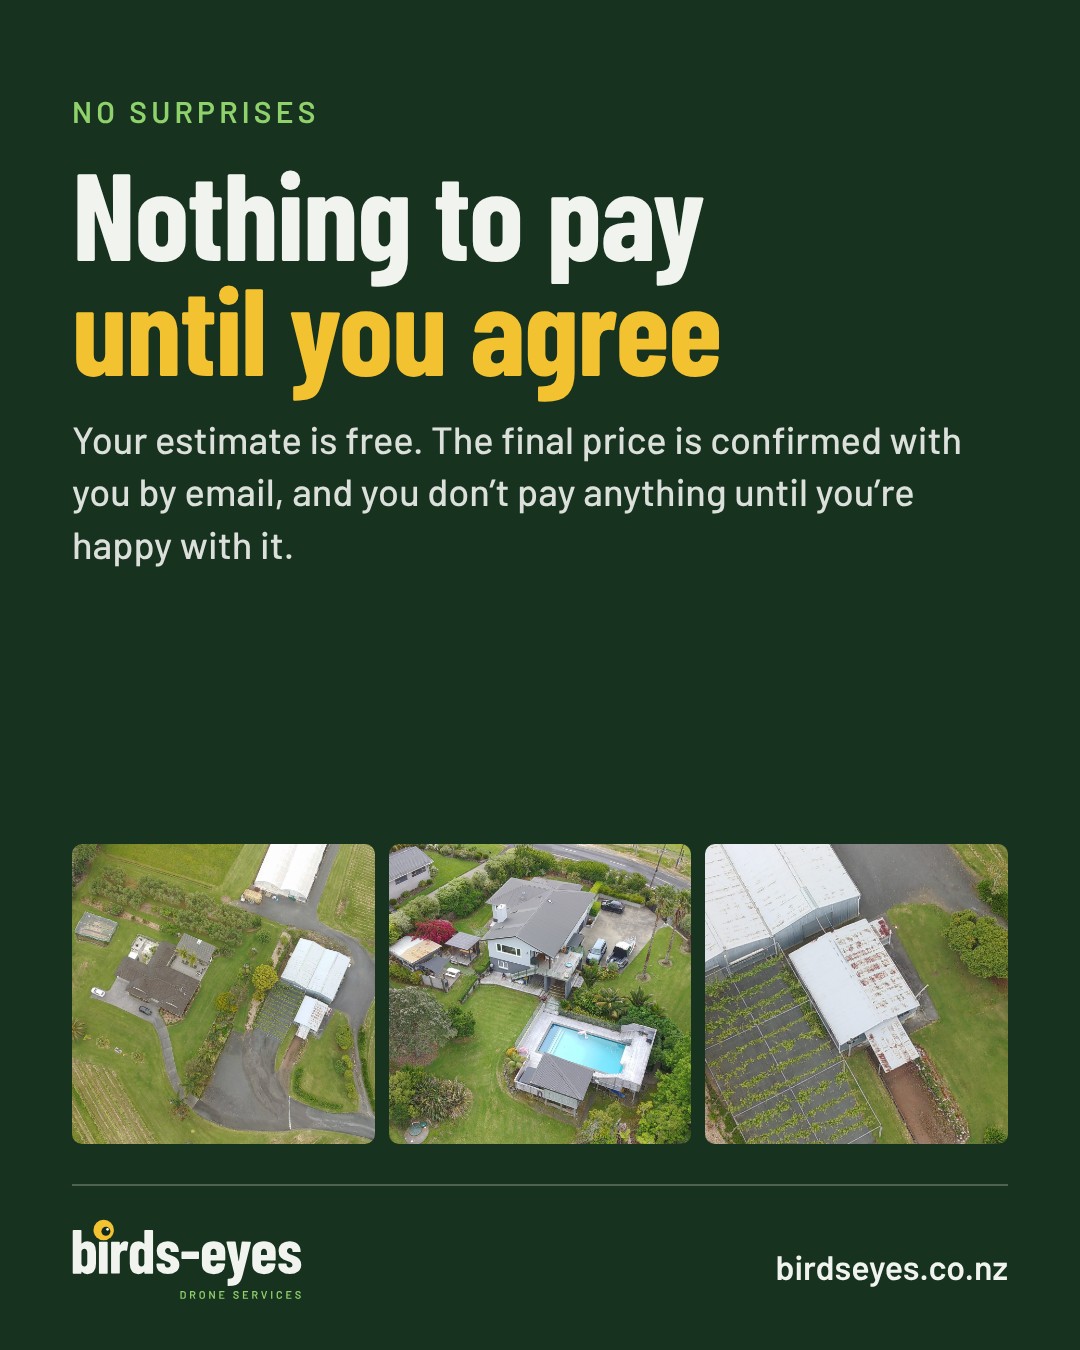 NO SURPRISES
Nothing to pay
until you agree
Your estimate is free. The final price is confirmed with
you by email, and you don’t pay anything until you’re
happy with it.
birds-eyes
DRONE SERVICES
birdseyes.co.nz